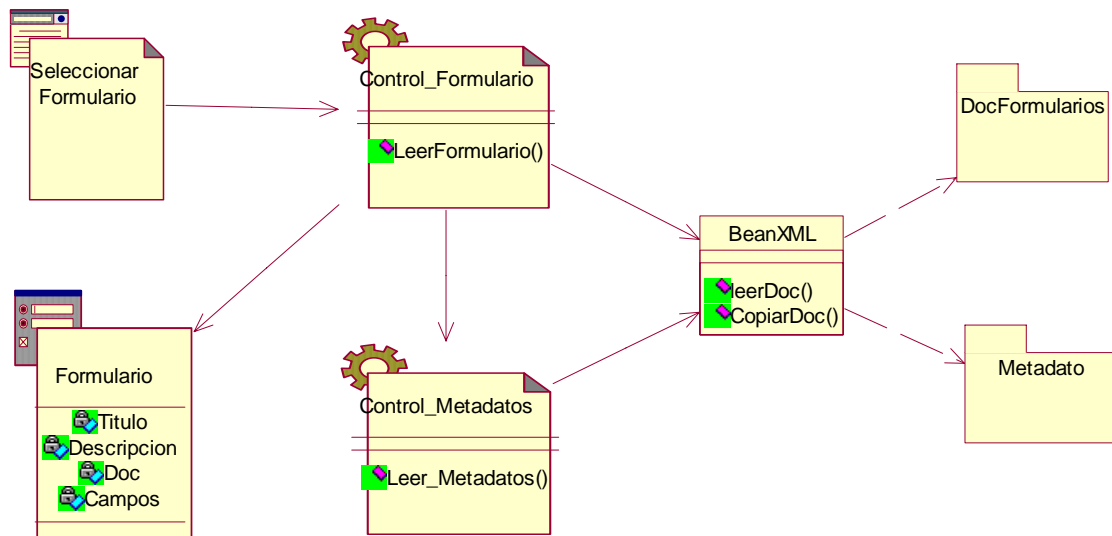 Seleccionar
Formulario
Control_Formulario
LeerFormulario()
DocFormularios
BeanXML
leerDoc()
CopiarDoc()
Metadato
Formulario
Titulo
Descripcion
Doc
Campos
Control_Metadatos
Leer_Metadatos()